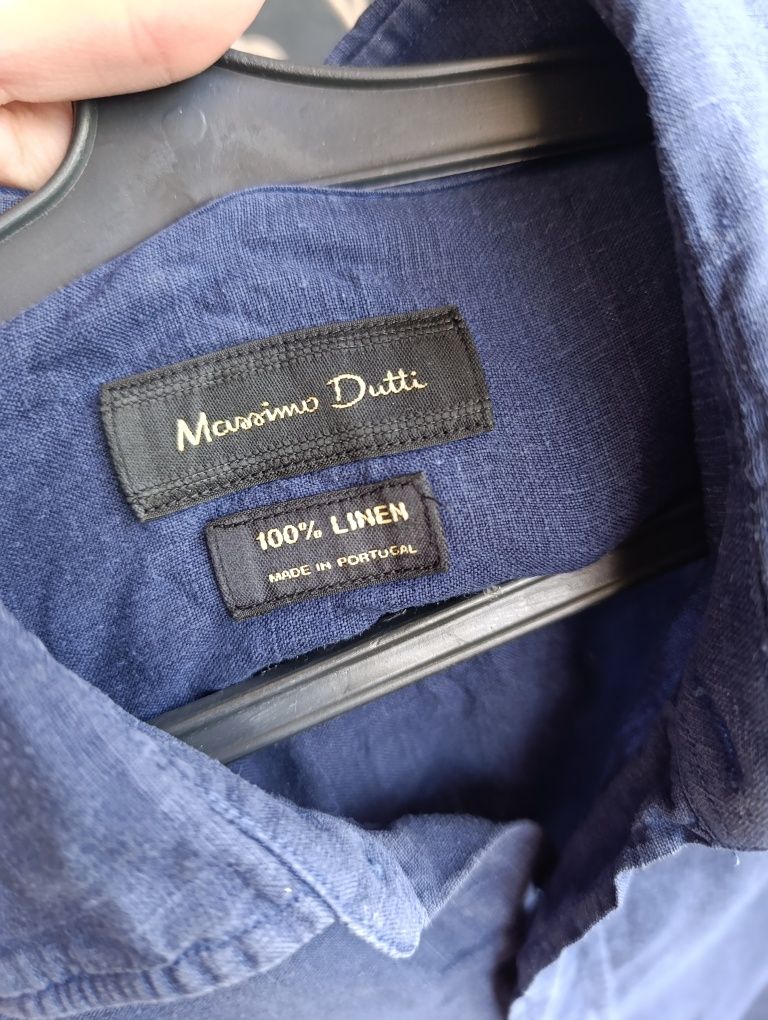 Massimo Dutti
100% LINEN
MADE IN PORTUGAL